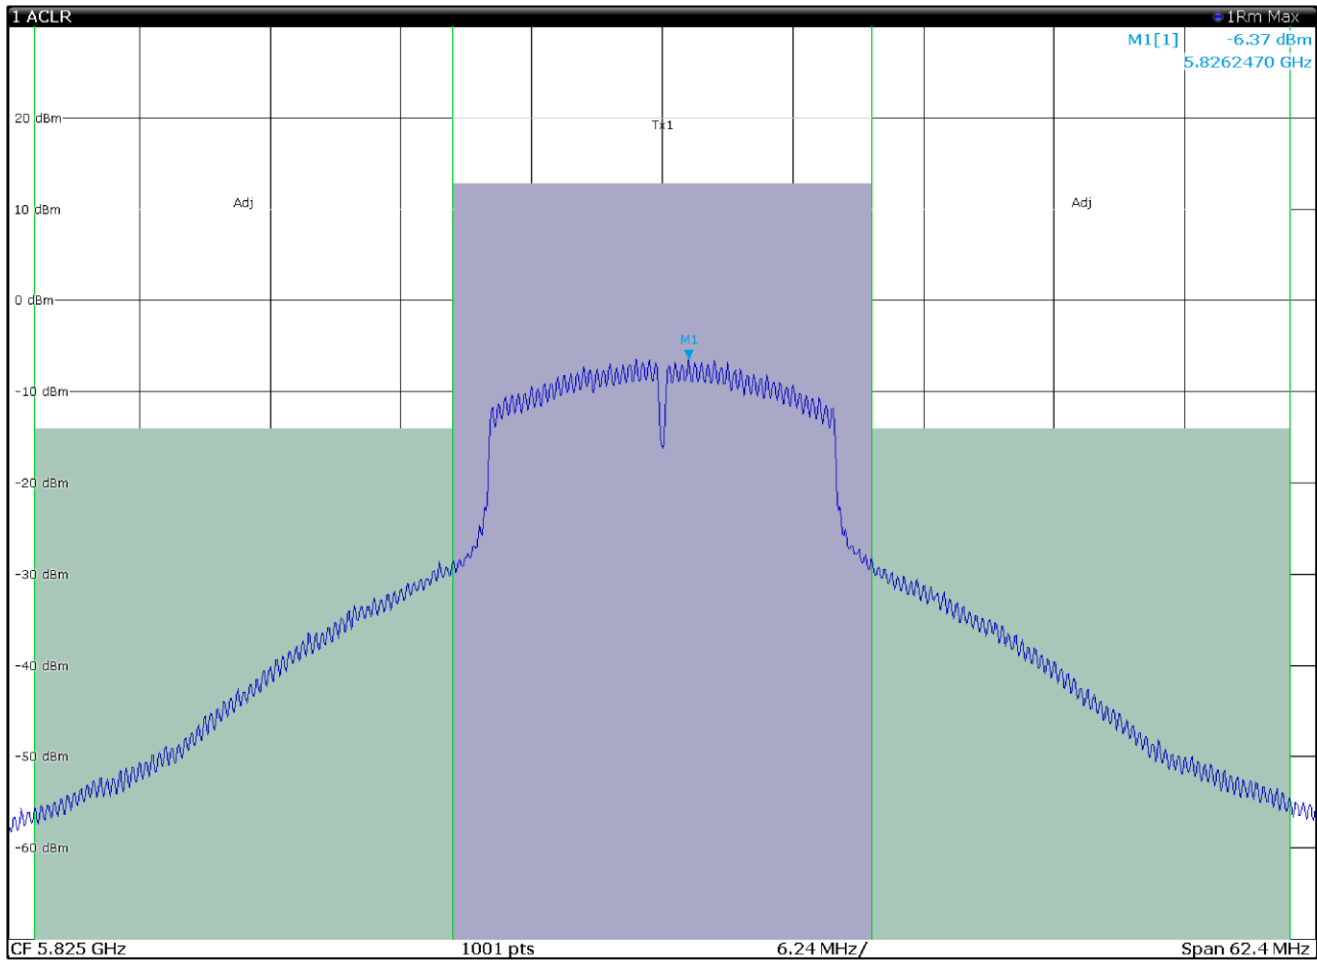 1 ACLR
1Rm Max
M1[1] -6.37 dBm
5.8262470 GHz
20 dBm
Tx1
Adj
Adj
10 dBm
0 dBm
M1
-10 dBm
-20 dBm
-30 dBm
-40 dBm
-50 dBm
-60 dBm
CF 5.825 GHz 1001 pts 6.24 MHz/ Span 62.4 MHz